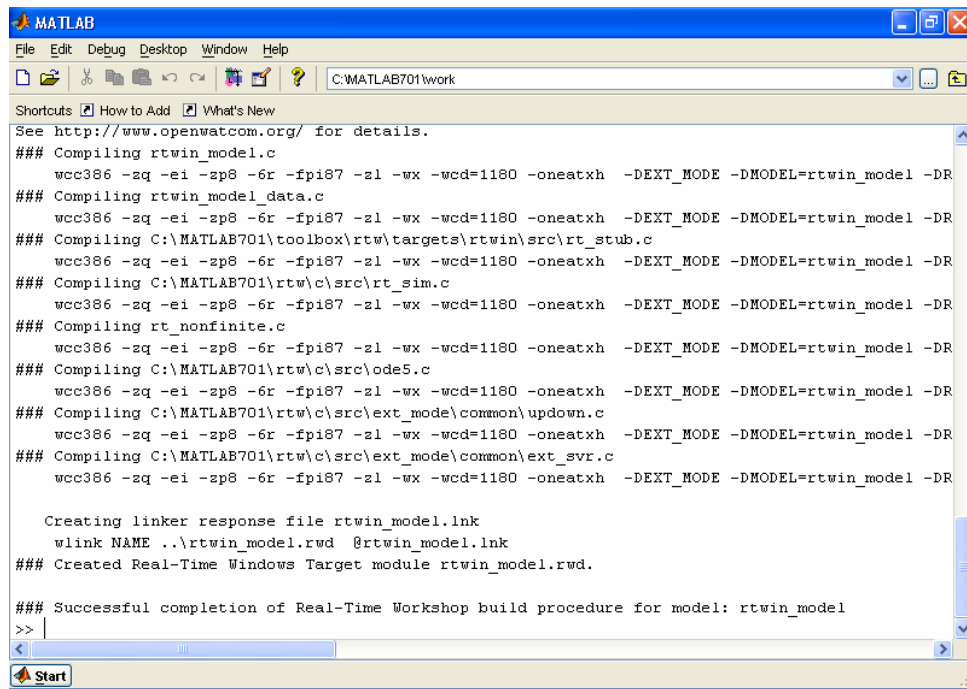 MATLAB
File Edit Debug Desktop Window Help
C:\MATLAB701\work
Shortcuts How to Add What's New
See http://www.openwatcom.org/ for details.
### Compiling rtwin_model.c
wcc386 -zq -ei -zp8 -6r -fpi87 -zl -wx -wcd=1180 -oneatxh -DEXT_MODE -DMODEL=rtwin_model -DR
### Compiling rtwin_model_data.c
wcc386 -zq -ei -zp8 -6r -fpi87 -zl -wx -wcd=1180 -oneatxh -DEXT_MODE -DMODEL=rtwin_model -DR
### Compiling C:\MATLAB701\toolbox\rtw\targets\rtwin\src\rt_stub.c
wcc386 -zq -ei -zp8 -6r -fpi87 -zl -wx -wcd=1180 -oneatxh -DEXT_MODE -DMODEL=rtwin_model -DR
### Compiling C:\MATLAB701\rtw\c\src\rt_sim.c
wcc386 -zq -ei -zp8 -6r -fpi87 -zl -wx -wcd=1180 -oneatxh -DEXT_MODE -DMODEL=rtwin_model -DR
### Compiling rt_nonfinite.c
wcc386 -zq -ei -zp8 -6r -fpi87 -zl -wx -wcd=1180 -oneatxh -DEXT_MODE -DMODEL=rtwin_model -DR
### Compiling C:\MATLAB701\rtw\c\src\ode5.c
wcc386 -zq -ei -zp8 -6r -fpi87 -zl -wx -wcd=1180 -oneatxh -DEXT_MODE -DMODEL=rtwin_model -DR
### Compiling C:\MATLAB701\rtw\c\src\ext_mode\common\updown.c
wcc386 -zq -ei -zp8 -6r -fpi87 -zl -wx -wcd=1180 -oneatxh -DEXT_MODE -DMODEL=rtwin_model -DR
### Compiling C:\MATLAB701\rtw\c\src\ext_mode\common\ext_svr.c
wcc386 -zq -ei -zp8 -6r -fpi87 -zl -wx -wcd=1180 -oneatxh -DEXT_MODE -DMODEL=rtwin_model -DR
Creating linker response file rtwin_model.lnk
wlink NAME ..\rtwin_model.rwd @rtwin_model.lnk
### Created Real-Time Windows Target module rtwin_model.rwd.
### Successful completion of Real-Time Workshop build procedure for model: rtwin_model
>>
Start